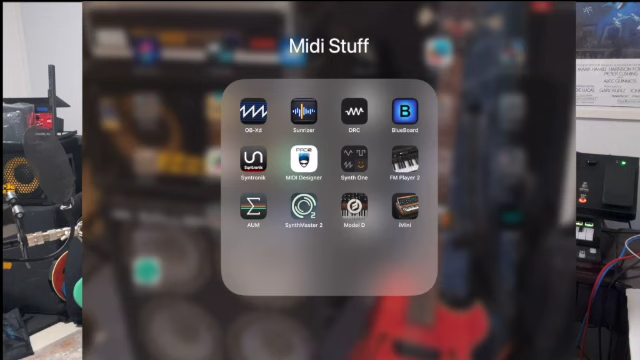 Midi Stuff
OB-Xd
Sunrizer
DRC
BlueBoard
Syntronik
MIDI Designer
Synth One
FM Player 2
AUM
SynthMaster 2
Model D
iMini